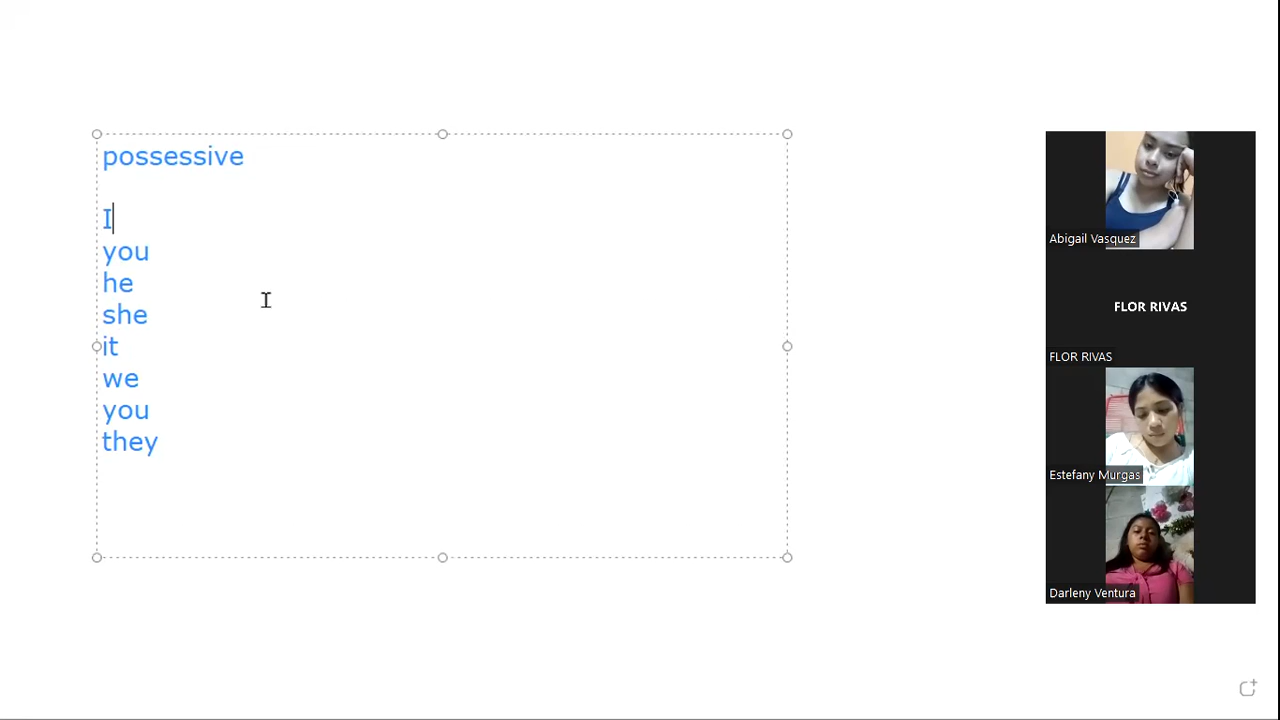 possessive
I
you
he
she
it
we
you
they
Abigail Vasquez
FLOR RIVAS
FLOR RIVAS
Estefany Murgas
Darleny Ventura